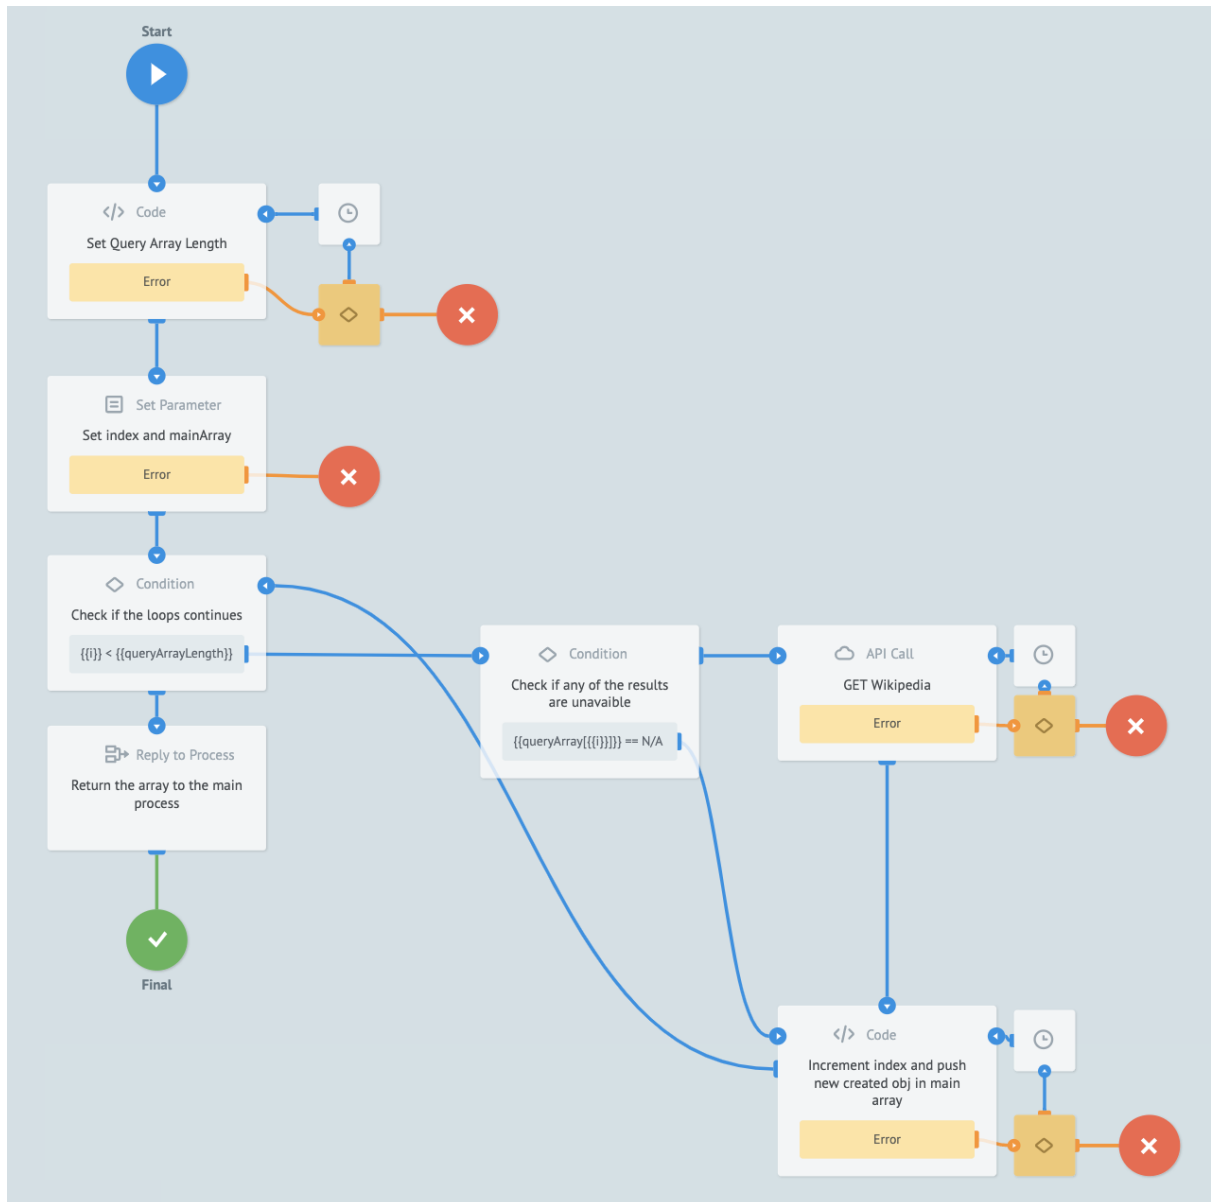 Start
Code
Set Query Array Length
Error
Set Parameter
Set index and mainArray
Error
Condition
Check if the loops continues
{{i}} < {{queryArrayLength}}
Condition
Check if any of the results
are unavaible
{{queryArray[{{i}}]}} == N/A
API Call
GET Wikipedia
Error
Reply to Process
Return the array to the main
process
Final
Code
Increment index and push
new created obj in main
array
Error